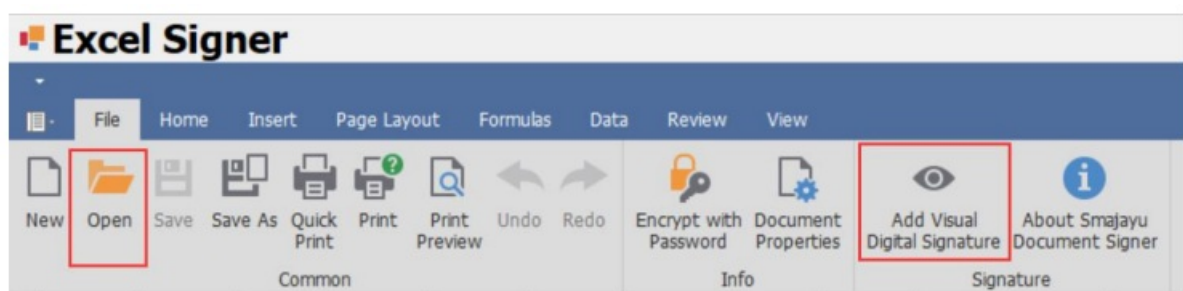 Excel Signer
File Home Insert Page Layout Formulas Data Review View
New Open Save Save As Quick Print Print Print Preview Undo Redo Encrypt with Password Document Properties Add Visual Digital Signature About Smajayu Document Signer
Common Info Signature